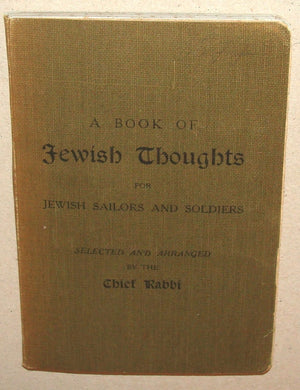 A BOOK OF
Jewish Thoughts
FOR
JEWISH SAILORS AND SOLDIERS
SELECTED AND ARRANGED
BY THE
Chief Rabbi